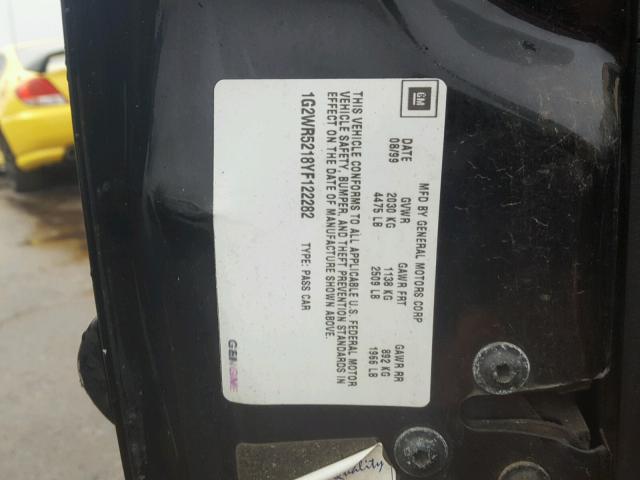 GM
MFD BY GENERAL MOTORS CORP
DATE GVWR GAWR FRT GAWR RR
08/99 2030 KG 1138 KG 892 KG
4475 LB 2509 LB 1966 LB
THIS VEHICLE CONFORMS TO ALL APPLICABLE U.S. FEDERAL MOTOR
VEHICLE SAFETY, BUMPER, AND THEFT PREVENTION STANDARDS IN
EFFECT ON THE DATE OF MANUFACTURE SHOWN ABOVE.
1G2WR5218YF122282 TYPE: PASS CAR
quality